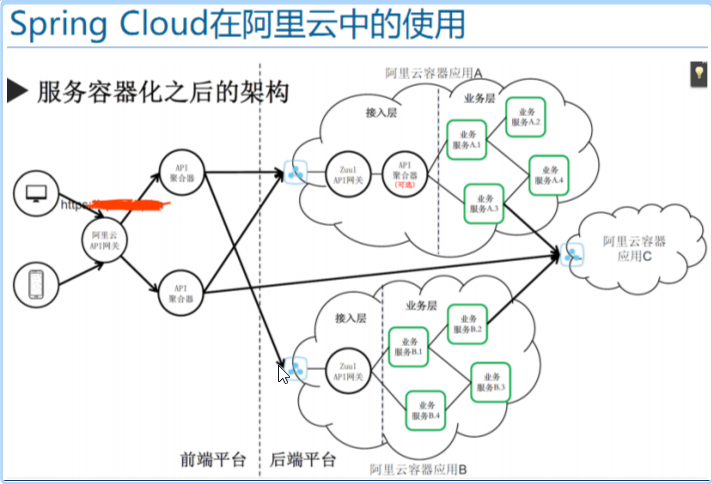 Spring Cloud在阿里云中的使用
服务容器化之后的架构
阿里云容器应用A
接入层
业务层
业务
服务A.1
业务
服务A.2
Zuul
API网关
API
聚合器
(可选)
业务
服务A.4
业务
服务A.3
API
聚合器
https
阿里云
API网关
API
聚合器
阿里云容器
应用C
接入层
业务层
业务
服务B.1
业务
服务B.2
Zuul
API网关
业务
服务B.3
业务
服务B.4
前端平台
后端平台
阿里云容器应用B